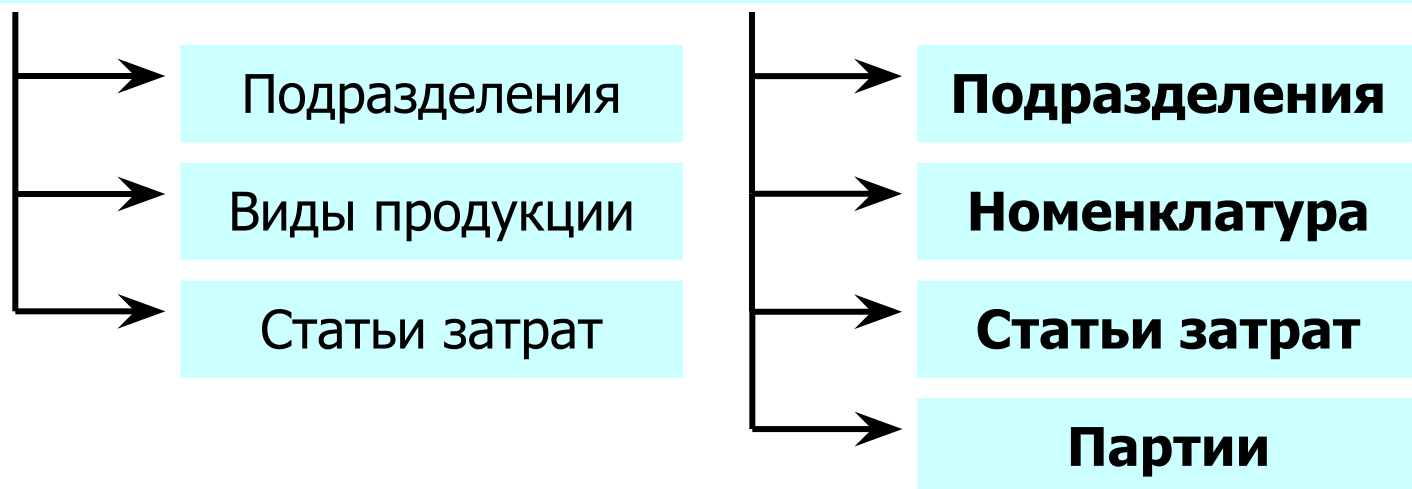 Подразделения
Виды продукции
Статьи затрат
Подразделения
Номенклатура
Статьи затрат
Партии